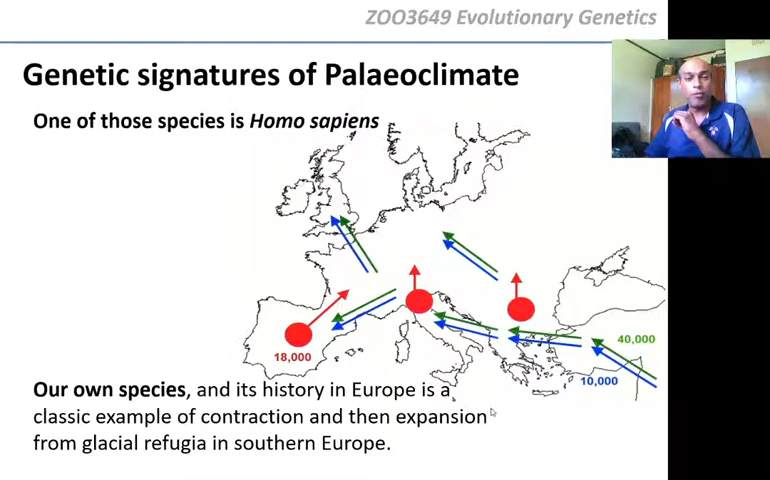 ZOO3649 Evolutionary Genetics
Genetic signatures of Palaeoclimate
One of those species is Homo sapiens
40,000
18,000
10,000
Our own species, and its history in Europe is a
classic example of contraction and then expansion
from glacial refugia in southern Europe.